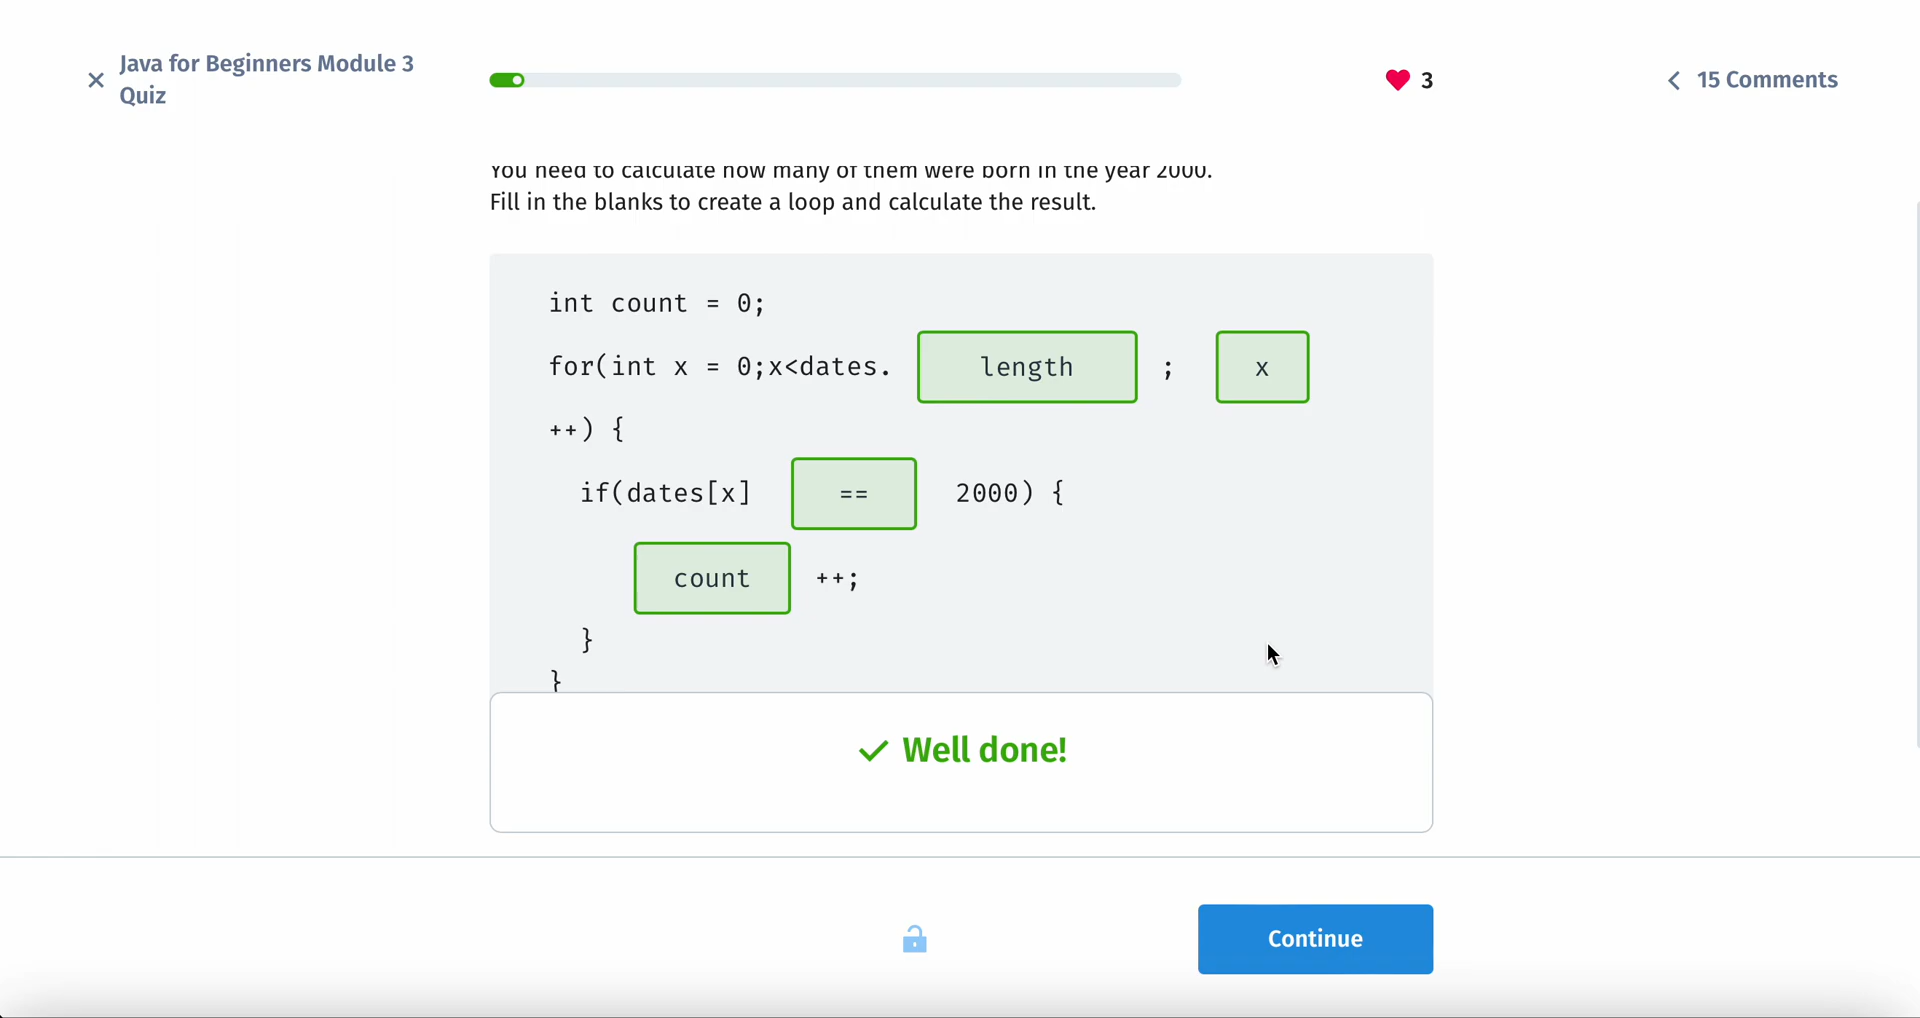 Java for Beginners Module 3
Quiz
3
15 Comments
You need to calculate how many of them were born in the year 2000.
Fill in the blanks to create a loop and calculate the result.
int count = 0;
for(int x = 0;x<dates. length ; x
++) {
if(dates[x] == 2000) {
count ++;
}
}
Well done!
Continue